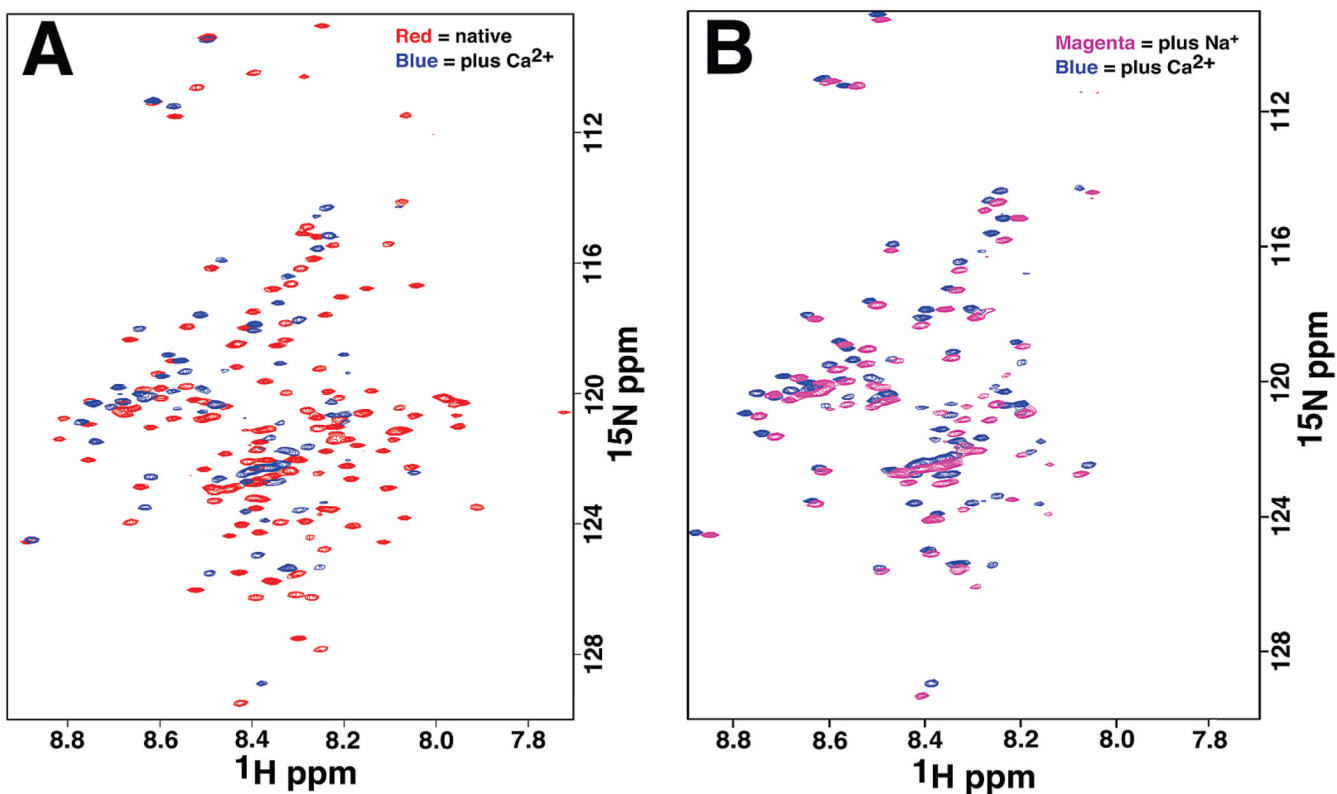 A
Red = native
Blue = plus Ca2+
112
116
120
124
128
15N ppm
8.8 8.6 8.4 8.2 8.0 7.8
1H ppm
B
Magenta = plus Na+
Blue = plus Ca2+
112
116
120
124
128
15N ppm
8.8 8.6 8.4 8.2 8.0 7.8
1H ppm